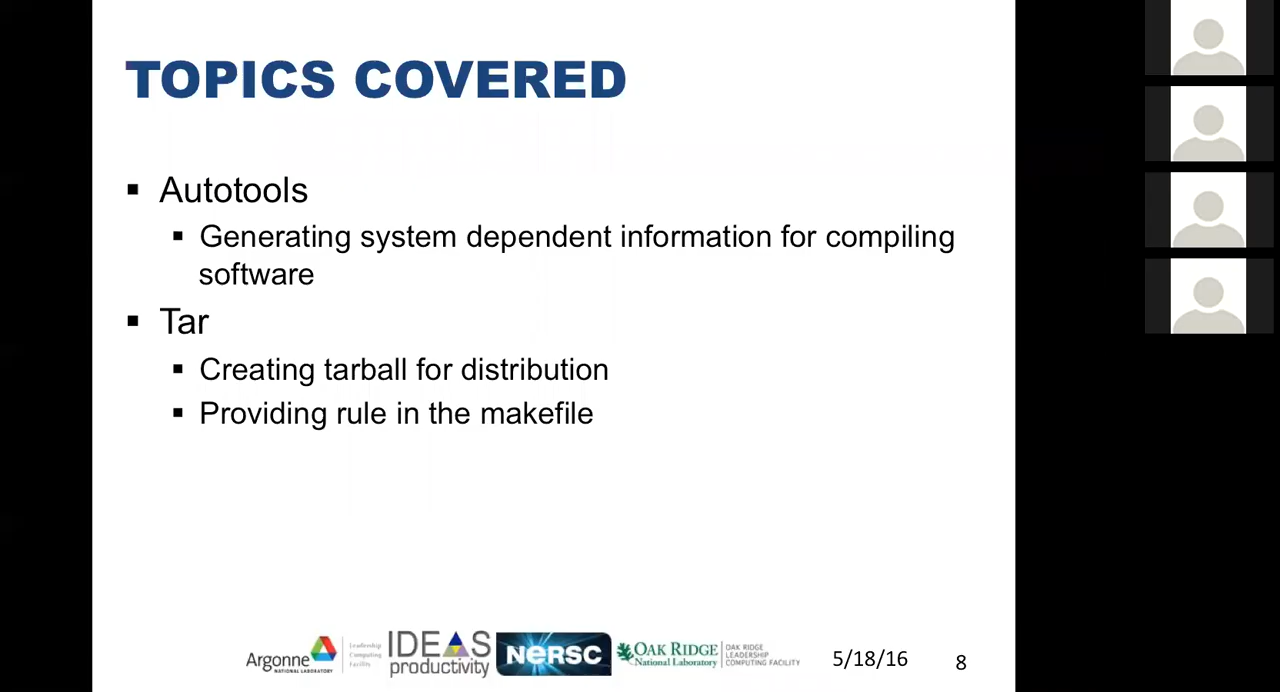 TOPICS COVERED
▪ Autotools
▪ Generating system dependent information for compiling
software
▪ Tar
▪ Creating tarball for distribution
▪ Providing rule in the makefile
Argonne
NATIONAL LABORATORY
Leadership
Computing
Facility
IDEAS
productivity
NERSC
OAK RIDGE
National Laboratory
OAK RIDGE
LEADERSHIP
COMPUTING FACILITY
5/18/16
8